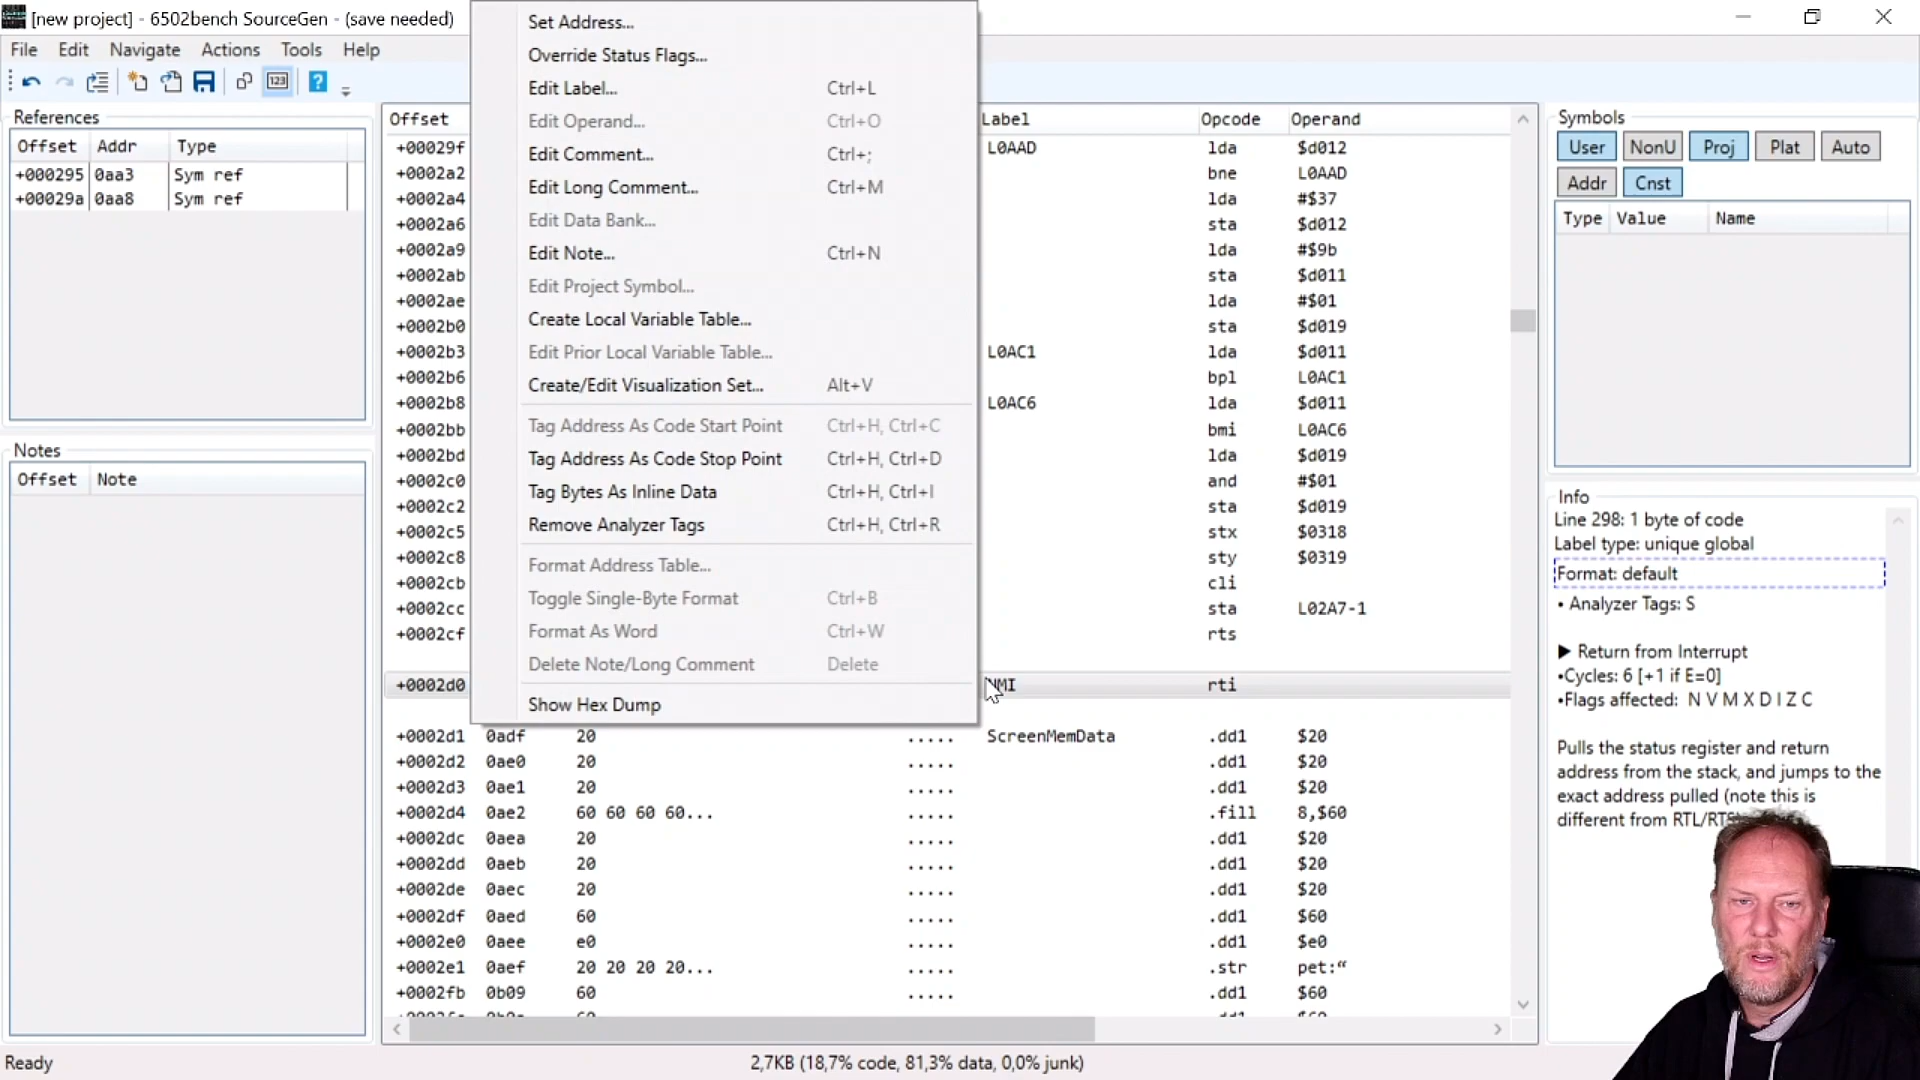 [new project] - 6502bench SourceGen - (save needed)
File Edit Navigate Actions Tools Help
References
Offset Addr Type
+000295 0aa3 Sym ref
+00029a 0aa8 Sym ref
Notes
Offset Note
Set Address...
Override Status Flags...
Edit Label... Ctrl+L
Edit Operand... Ctrl+O
Edit Comment... Ctrl+;
Edit Long Comment... Ctrl+M
Edit Data Bank...
Edit Note... Ctrl+N
Edit Project Symbol...
Create Local Variable Table...
Edit Prior Local Variable Table...
Create/Edit Visualization Set... Alt+V
Tag Address As Code Start Point Ctrl+H, Ctrl+C
Tag Address As Code Stop Point Ctrl+H, Ctrl+D
Tag Bytes As Inline Data Ctrl+H, Ctrl+I
Remove Analyzer Tags Ctrl+H, Ctrl+R
Format Address Table...
Toggle Single-Byte Format Ctrl+B
Format As Word Ctrl+W
Delete Note/Long Comment Delete
Show Hex Dump
Offset Label Opcode Operand
+00029f L0AAD lda $d012
+0002a2 bne L0AAD
+0002a4 lda #$37
+0002a6 sta $d012
+0002a9 lda #$9b
+0002ab sta $d011
+0002ae lda #$01
+0002b0 sta $d019
+0002b3 L0AC1 lda $d011
+0002b6 bpl L0AC1
+0002b8 L0AC6 lda $d011
+0002bb bmi L0AC6
+0002bd lda $d019
+0002c0 and #$01
+0002c2 sta $d019
+0002c5 stx $0318
+0002c8 sty $0319
+0002cb cli
+0002cc sta L02A7-1
+0002cf rts
+0002d0 NMI rti
+0002d1 0adf 20 ..... ScreenMemData .dd1 $20
+0002d2 0ae0 20 ..... .dd1 $20
+0002d3 0ae1 20 ..... .dd1 $20
+0002d4 0ae2 60 60 60 60... ..... .fill 8,$60
+0002dc 0aea 20 ..... .dd1 $20
+0002dd 0aeb 20 ..... .dd1 $20
+0002de 0aec 20 ..... .dd1 $20
+0002df 0aed 60 ..... .dd1 $60
+0002e0 0aee e0 ..... .dd1 $e0
+0002e1 0aef 20 20 20 20... ..... .str pet:“
+0002fb 0b09 60 ..... .dd1 $60
Symbols
User NonU Proj Plat Auto
Addr Cnst
Type Value Name
Info
Line 298: 1 byte of code
Label type: unique global
Format: default
• Analyzer Tags: S
▶ Return from Interrupt
•Cycles: 6 [+1 if E=0]
•Flags affected: N V M X D I Z C
Pulls the status register and return
address from the stack, and jumps to the
exact address pulled (note this is
different from RTL/RTS
Ready
2,7KB (18,7% code, 81,3% data, 0,0% junk)